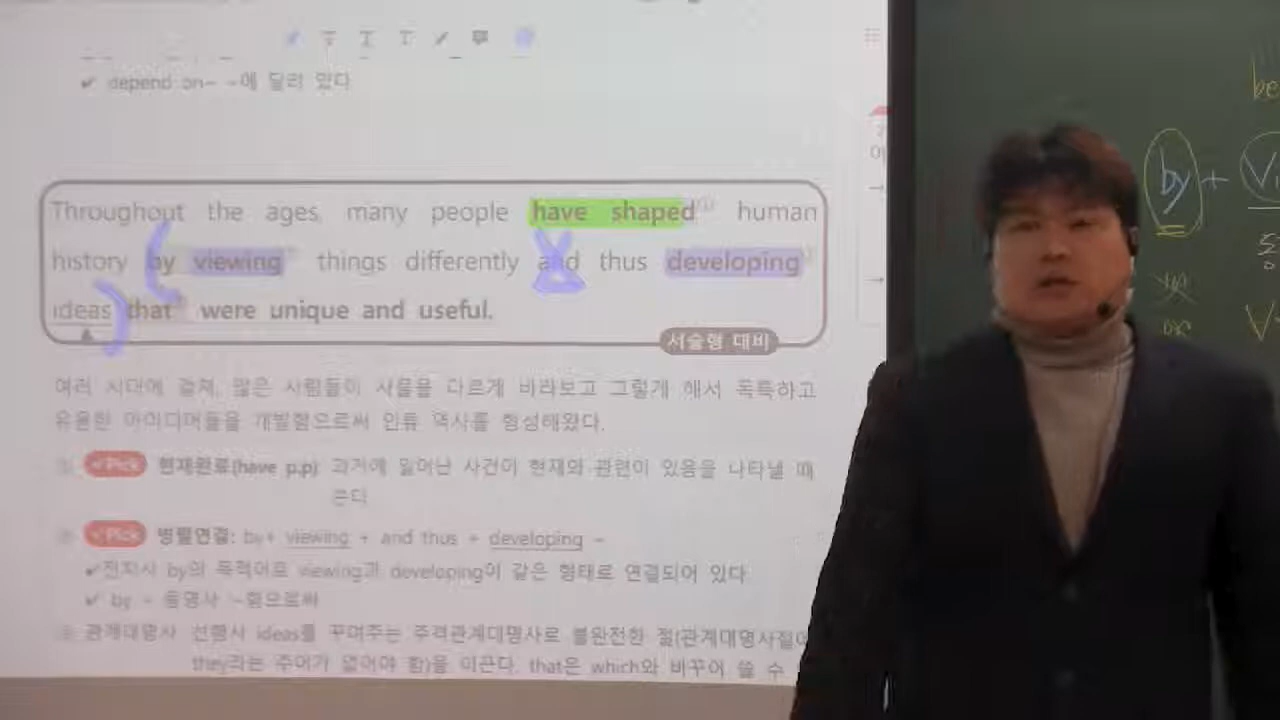 ✔ depend on~ ~에 달려 있다
Throughout the ages, many people have shaped⁽¹⁾ human
history by viewing things differently and thus developing
ideas that were unique and useful.
서술형 대비
여러 시대에 걸쳐, 많은 사람들이 사물을 다르게 바라보고 그렇게 해서 독특하고
유용한 아이디어들을 개발함으로써 인류 역사를 형성해왔다.
① ✔Pick 현재완료(have p.p) 과거에 일어난 사건이 현재와 관련이 있음을 나타낼 때
쓴다
② ✔Pick 병렬연결: by+ viewing + and thus + developing ~
✔전치사 by의 목적어로 viewing과 developing이 같은 형태로 연결되어 있다
✔ by + 동명사 ~함으로써
③ 관계대명사 선행사 ideas를 꾸며주는 주격관계대명사로 불완전한 절(관계대명사절에
they라는 주어가 없어야 함)을 이끈다. that은 which와 바꾸어 쓸 수
be
by + Vi